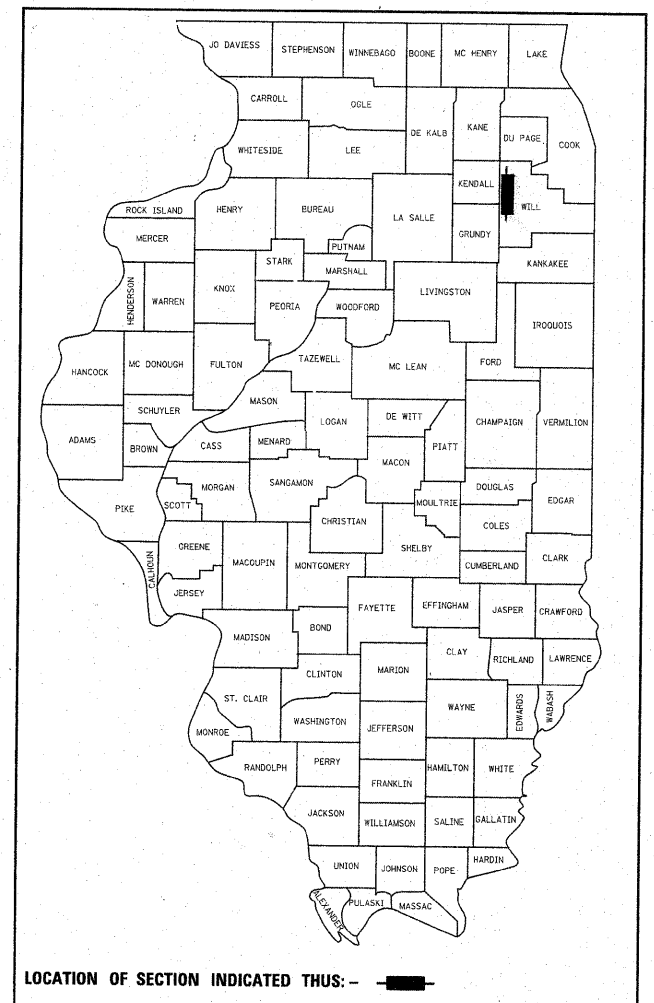 JO DAVIESS
STEPHENSON
WINNEBAGO
BOONE
MC HENRY
LAKE
CARROLL
OGLE
DE KALB
KANE
DU PAGE
COOK
WHITESIDE
LEE
KENDALL
WILL
ROCK ISLAND
HENRY
BUREAU
LA SALLE
GRUNDY
MERCER
PUTNAM
STARK
MARSHALL
KANKAKEE
HENDERSON
WARREN
KNOX
PEORIA
WOODFORD
LIVINGSTON
IROQUOIS
HANCOCK
MC DONOUGH
FULTON
TAZEWELL
MC LEAN
FORD
SCHUYLER
MASON
LOGAN
DE WITT
CHAMPAIGN
VERMILION
ADAMS
BROWN
CASS
MENARD
MACON
PIATT
PIKE
SCOTT
MORGAN
SANGAMON
CHRISTIAN
MOULTRIE
DOUGLAS
EDGAR
COLES
CALHOUN
GREENE
MACOUPIN
MONTGOMERY
SHELBY
CUMBERLAND
CLARK
JERSEY
FAYETTE
EFFINGHAM
JASPER
CRAWFORD
MADISON
BOND
CLAY
RICHLAND
LAWRENCE
CLINTON
MARION
ST. CLAIR
WASHINGTON
WAYNE
EDWARDS
WABASH
MONROE
JEFFERSON
RANDOLPH
PERRY
HAMILTON
WHITE
FRANKLIN
JACKSON
WILLIAMSON
SALINE
GALLATIN
UNION
JOHNSON
POPE
HARDIN
ALEXANDER
PULASKI
MASSAC
LOCATION OF SECTION INDICATED THUS: –